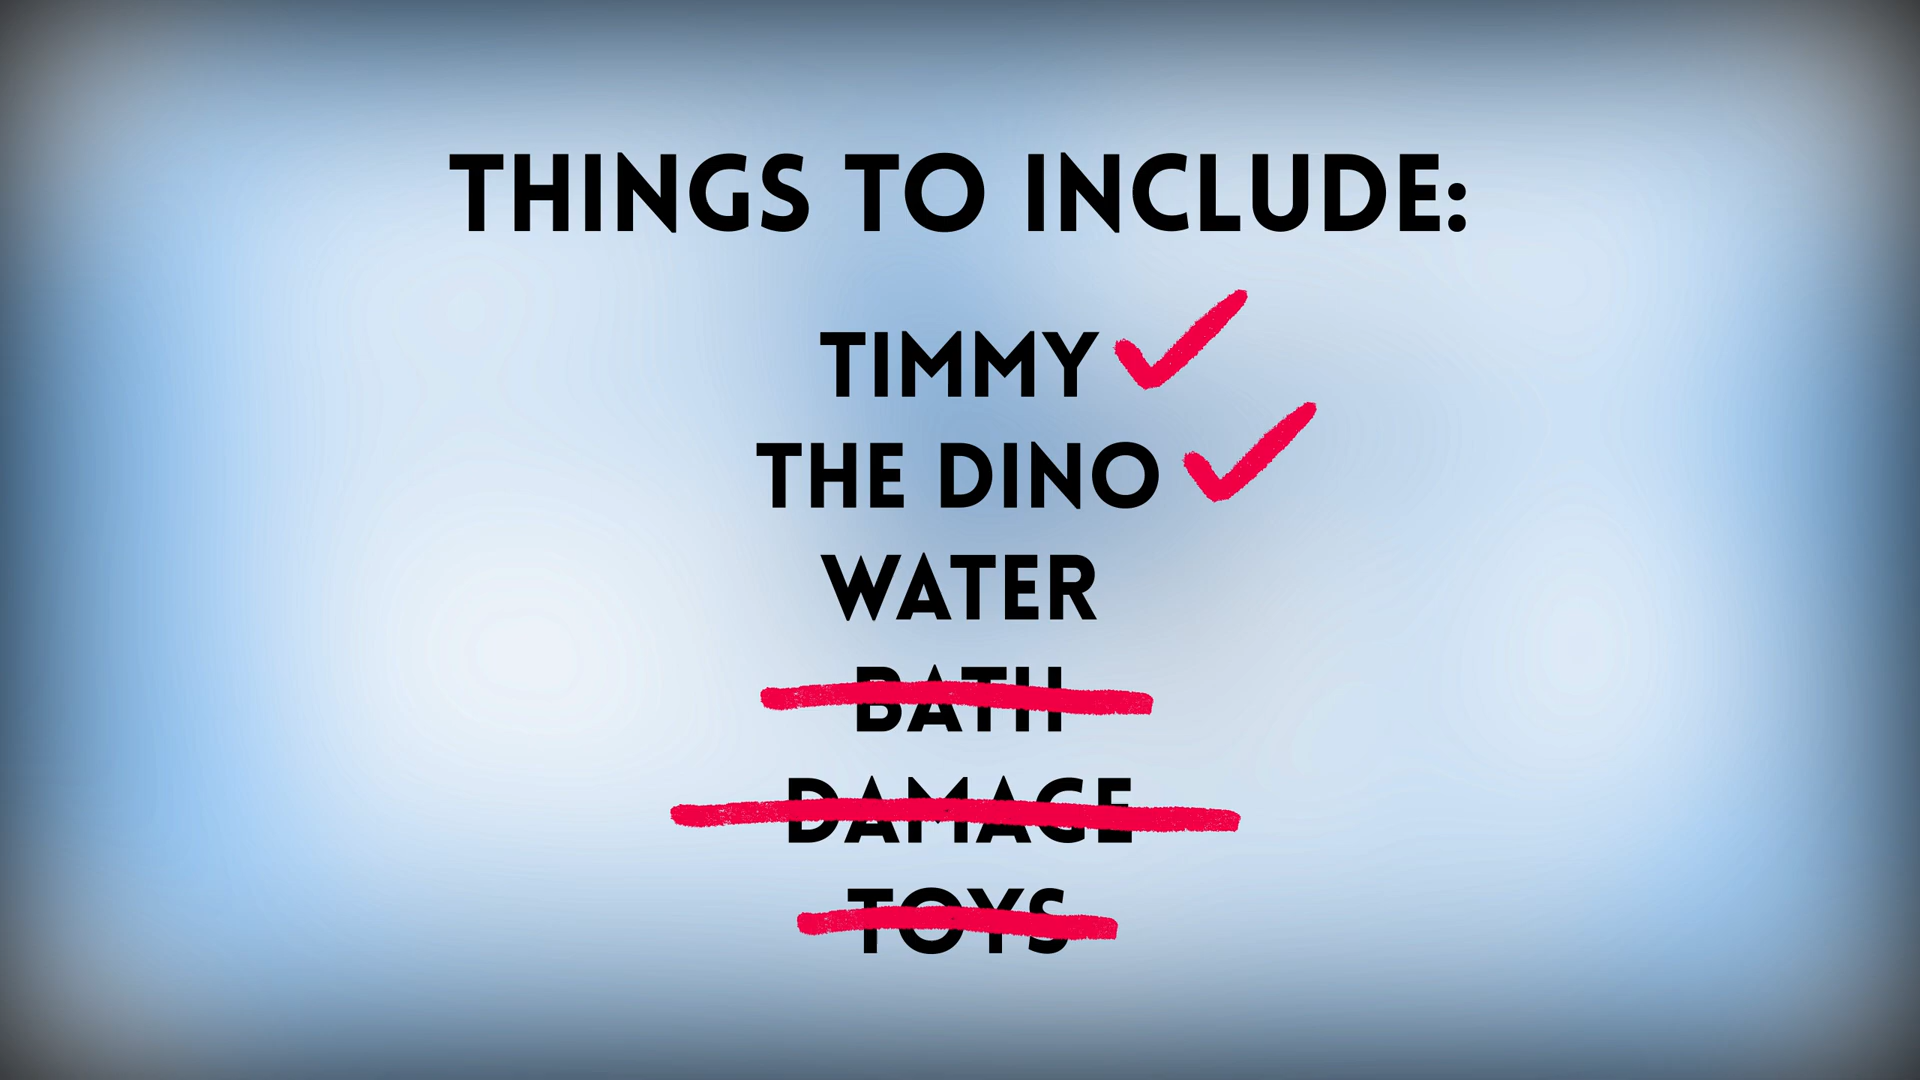 THINGS TO INCLUDE:
TIMMY
THE DINO
WATER
BATH
DAMAGE
TOYS